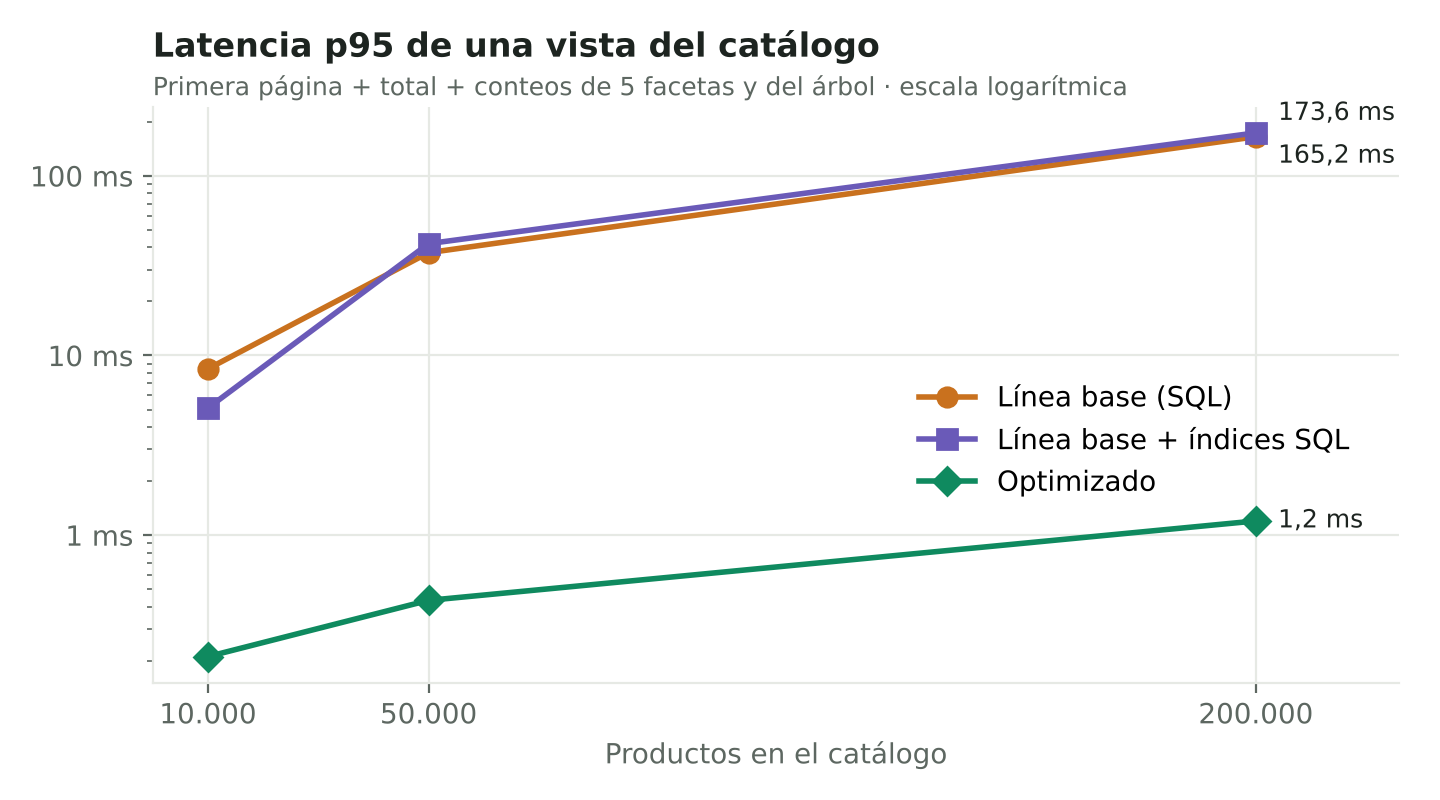 Latencia p95 de una vista del catálogo
Primera página + total + conteos de 5 facetas y del árbol · escala logarítmica
173,6 ms
165,2 ms
100 ms
10 ms
Línea base (SQL)
Línea base + índices SQL
Optimizado
1,2 ms
1 ms
10.000
50.000
200.000
Productos en el catálogo